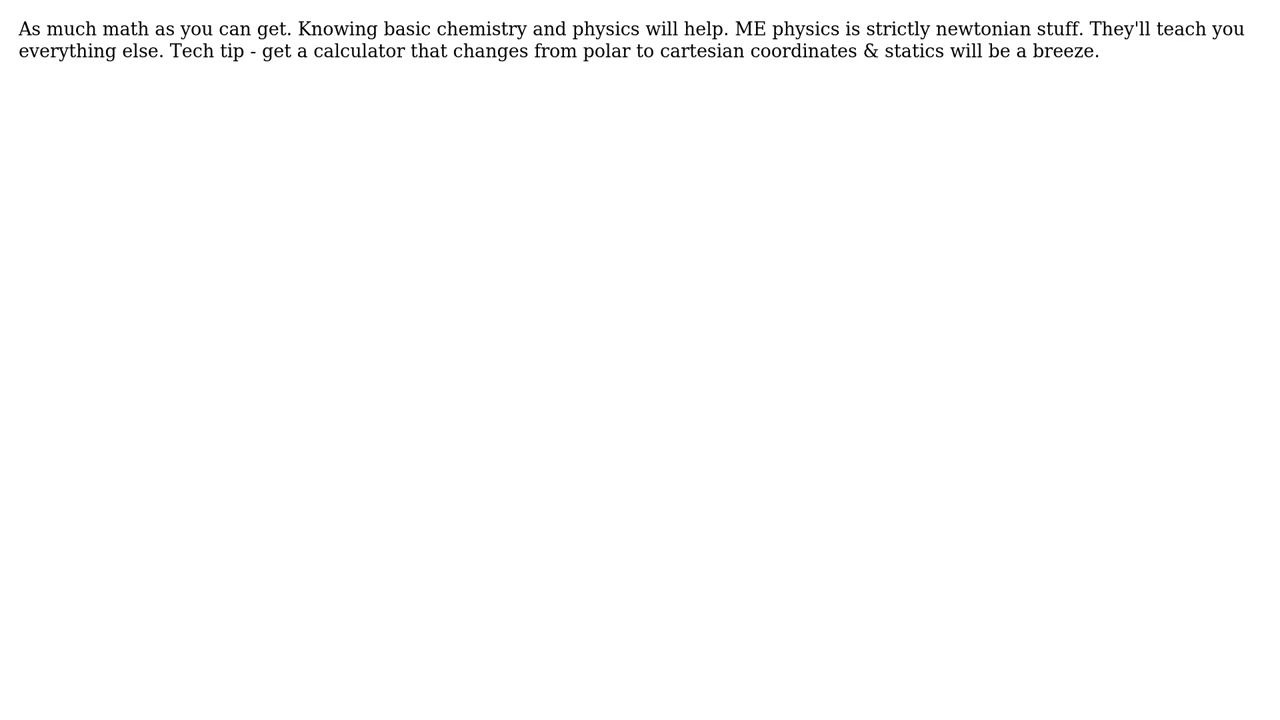 As much math as you can get. Knowing basic chemistry and physics will help. ME physics is strictly newtonian stuff. They'll teach you
everything else. Tech tip - get a calculator that changes from polar to cartesian coordinates & statics will be a breeze.